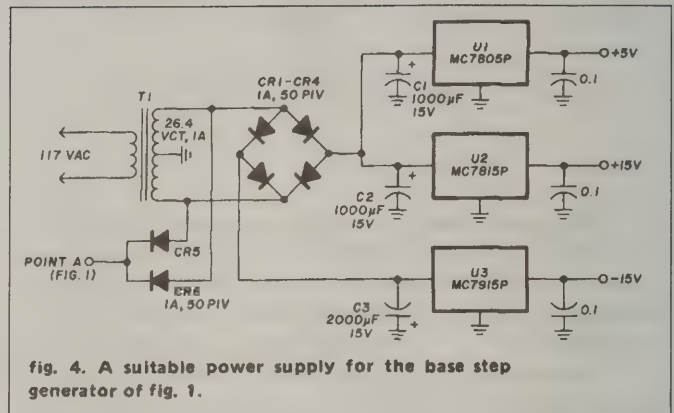 T1
117 VAC
26.4
VCT, 1A
CR1-CR4
1A, 50 PIV
POINT A
(FIG. 1)
CR5
CR6
1A, 50 PIV
+
C1
1000µF
15V
U1
MC7805P
0.1
+5V
+
C2
1000µF
15V
U2
MC7815P
0.1
+15V
C3
2000µF
15V
+
U3
MC7915P
0.1
-15V
fig. 4. A suitable power supply for the base step
generator of fig. 1.